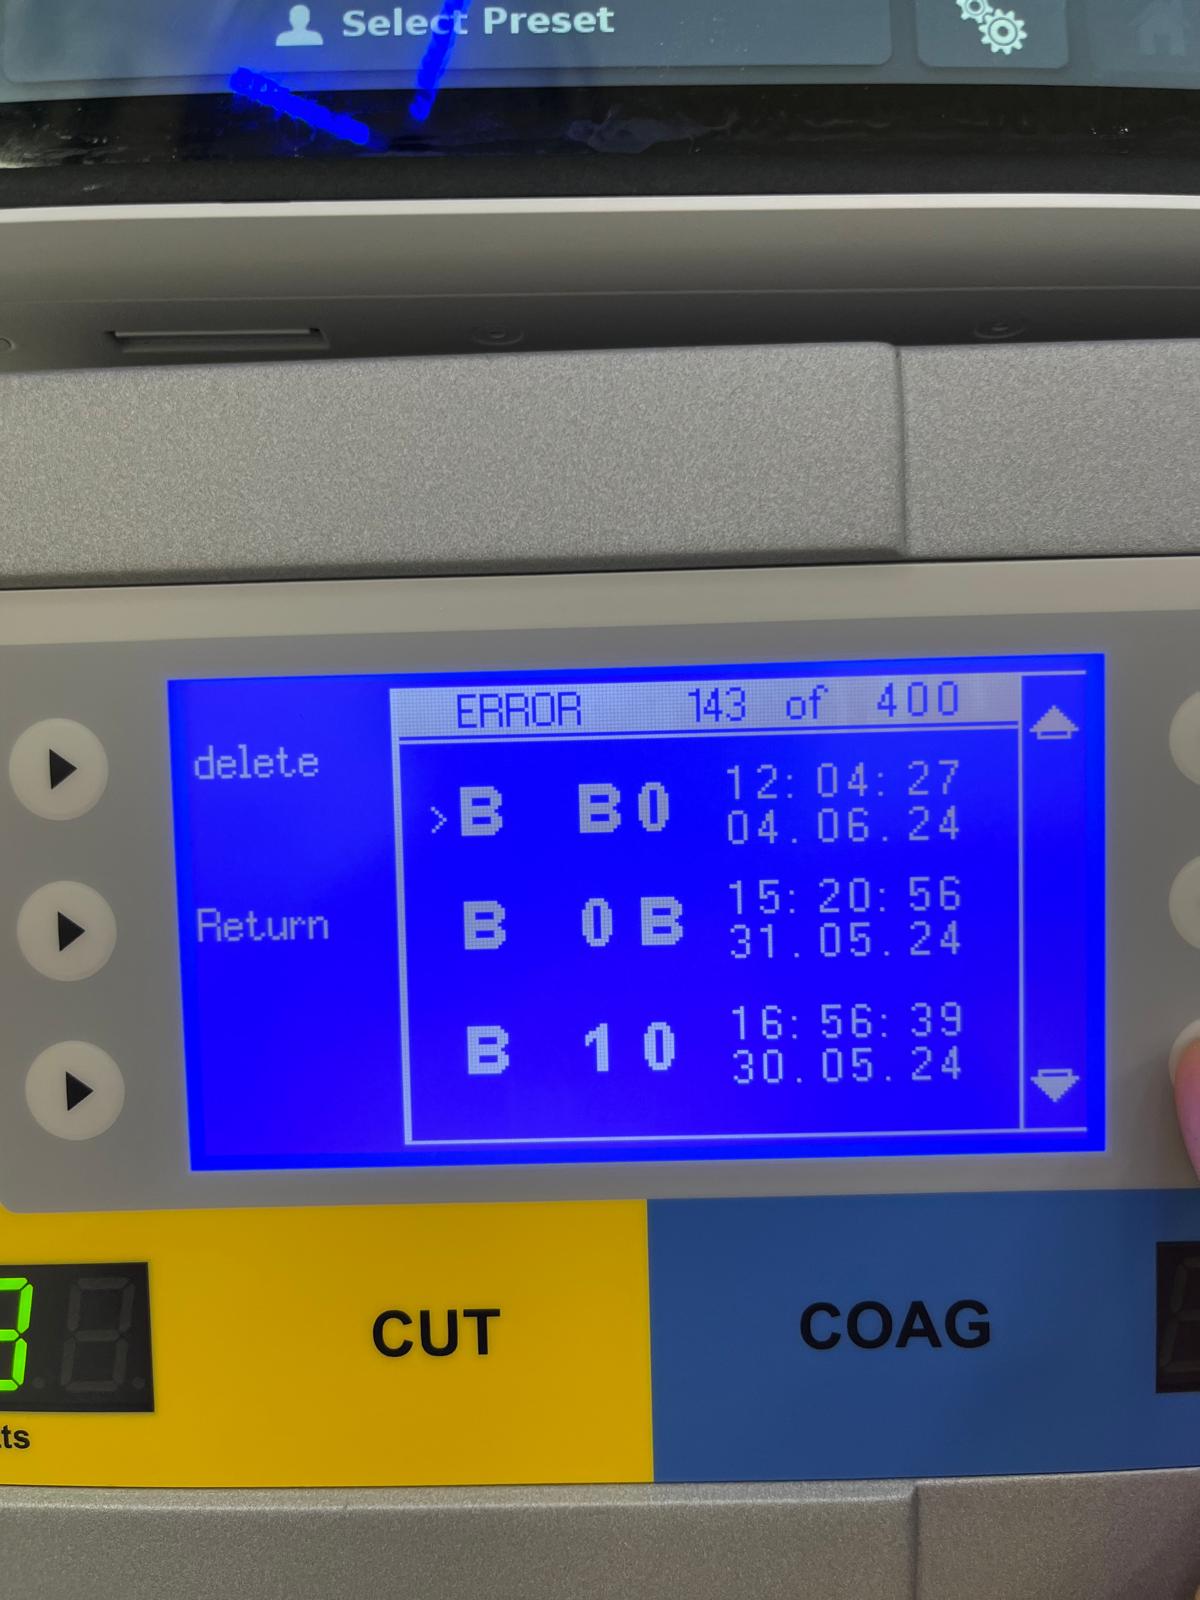 Select Preset
ERROR 143 of 400
delete
>B B0 12:04:27
04.06.24
Return
B 0B 15:20:56
31.05.24
B 10 16:56:39
30.05.24
CUT
COAG